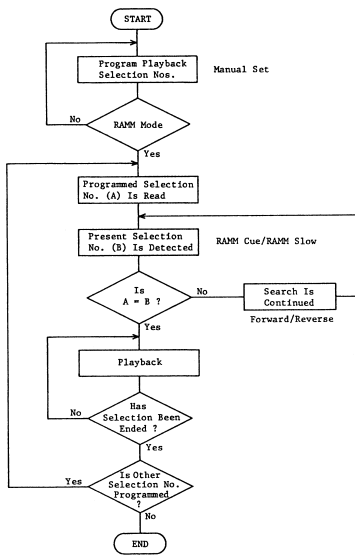 START
Program Playback
Selection Nos.
Manual Set
No
RAMM Mode
Yes
Programmed Selection
No. (A) Is Read
Present Selection
No. (B) Is Detected
RAMM Cue/RAMM Slow
Is
A = B ?
No
Search Is
Continued
Forward/Reverse
Yes
Playback
Has
Selection Been
Ended ?
No
Yes
Is Other
Selection No.
Programmed
?
Yes
No
END